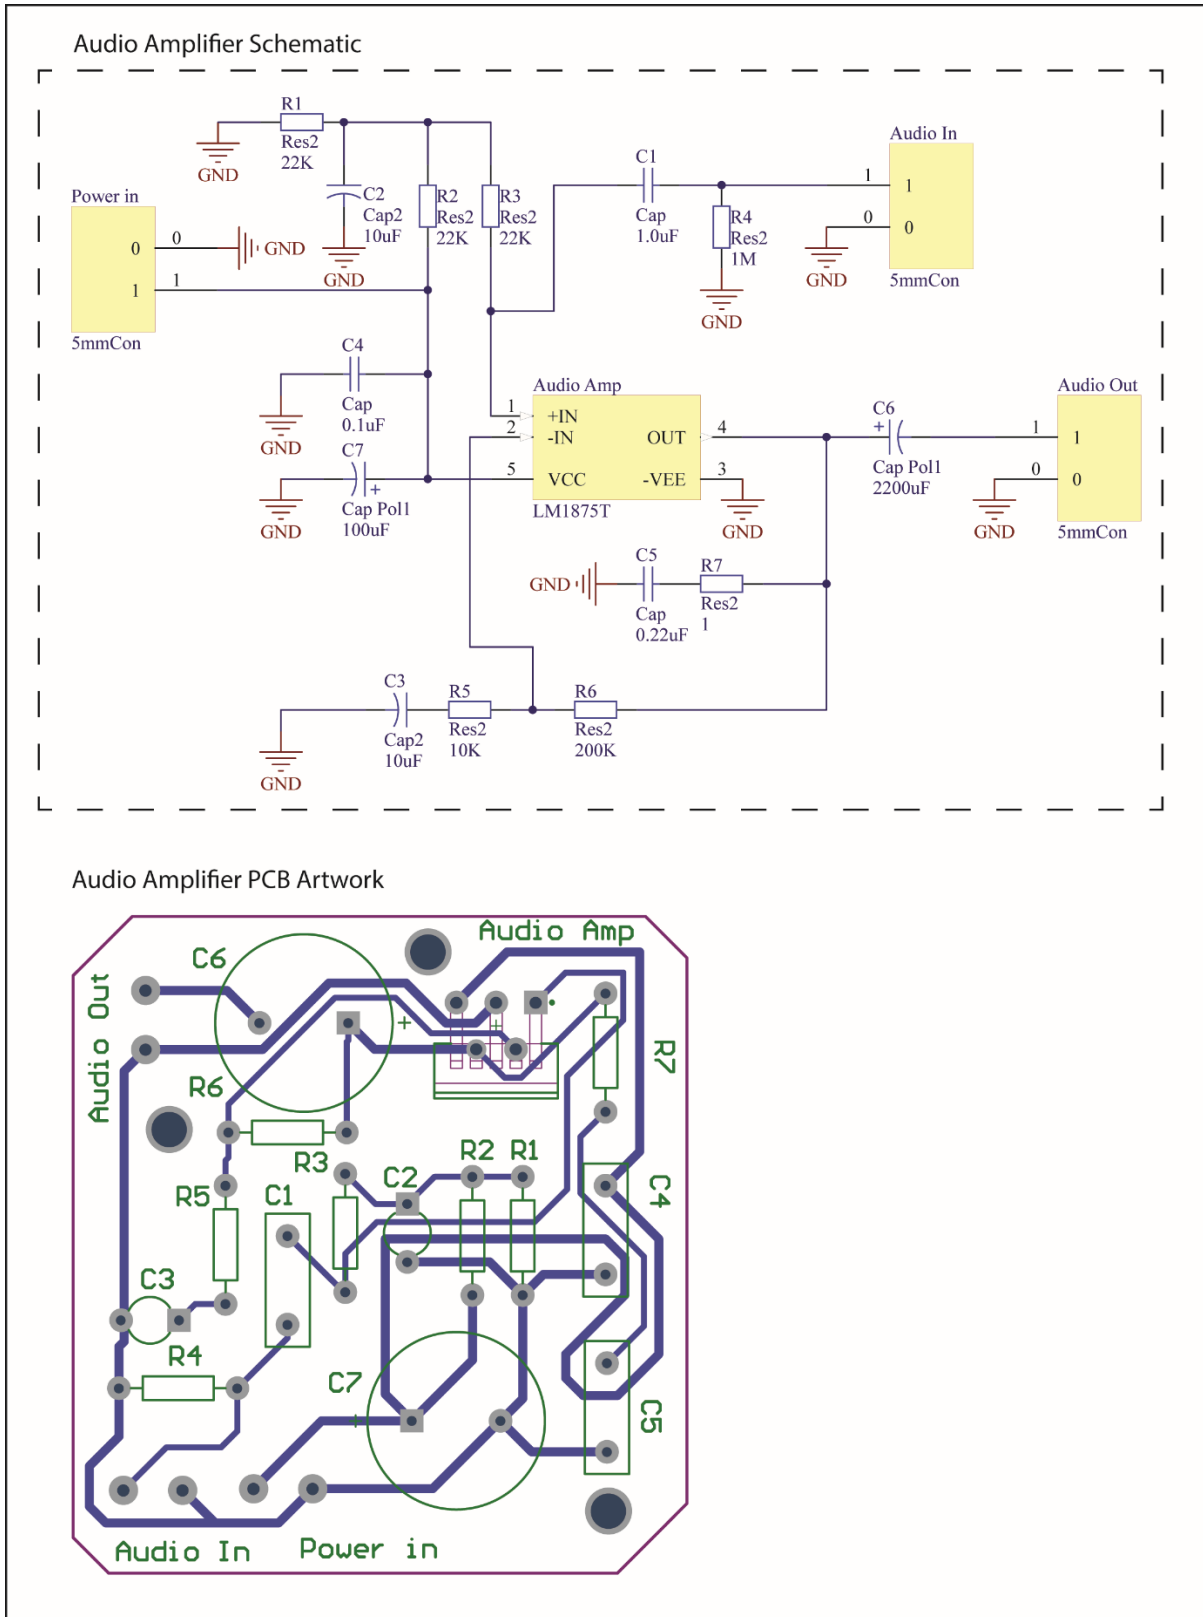 Audio Amplifier Schematic
R1
Res2
22K
GND
C2
Cap2
10uF
GND
R2
Res2
22K
R3
Res2
22K
C1
Cap
1.0uF
R4
Res2
1M
GND
Audio In
1 1
0 0
GND
5mmCon
Power in
0 0 GND
1 1
5mmCon
C4
Cap
0.1uF
GND
C7
+
Cap Pol1
100uF
GND
Audio Amp
1 +IN
2 -IN
5 VCC
OUT 4
-VEE 3
LM1875T
GND
C6
+
Cap Pol1
2200uF
Audio Out
1 1
0 0
GND
5mmCon
GND
C5
Cap
0.22uF
R7
Res2
1
C3
Cap2
10uF
GND
R5
Res2
10K
R6
Res2
200K
Audio Amplifier PCB Artwork
Audio Amp
C6
Audio Out
+
+
R7
R6
R3
C2
R2
R1
R5
C1
C4
C3
R4
C7
+
C5
Audio In
Power in